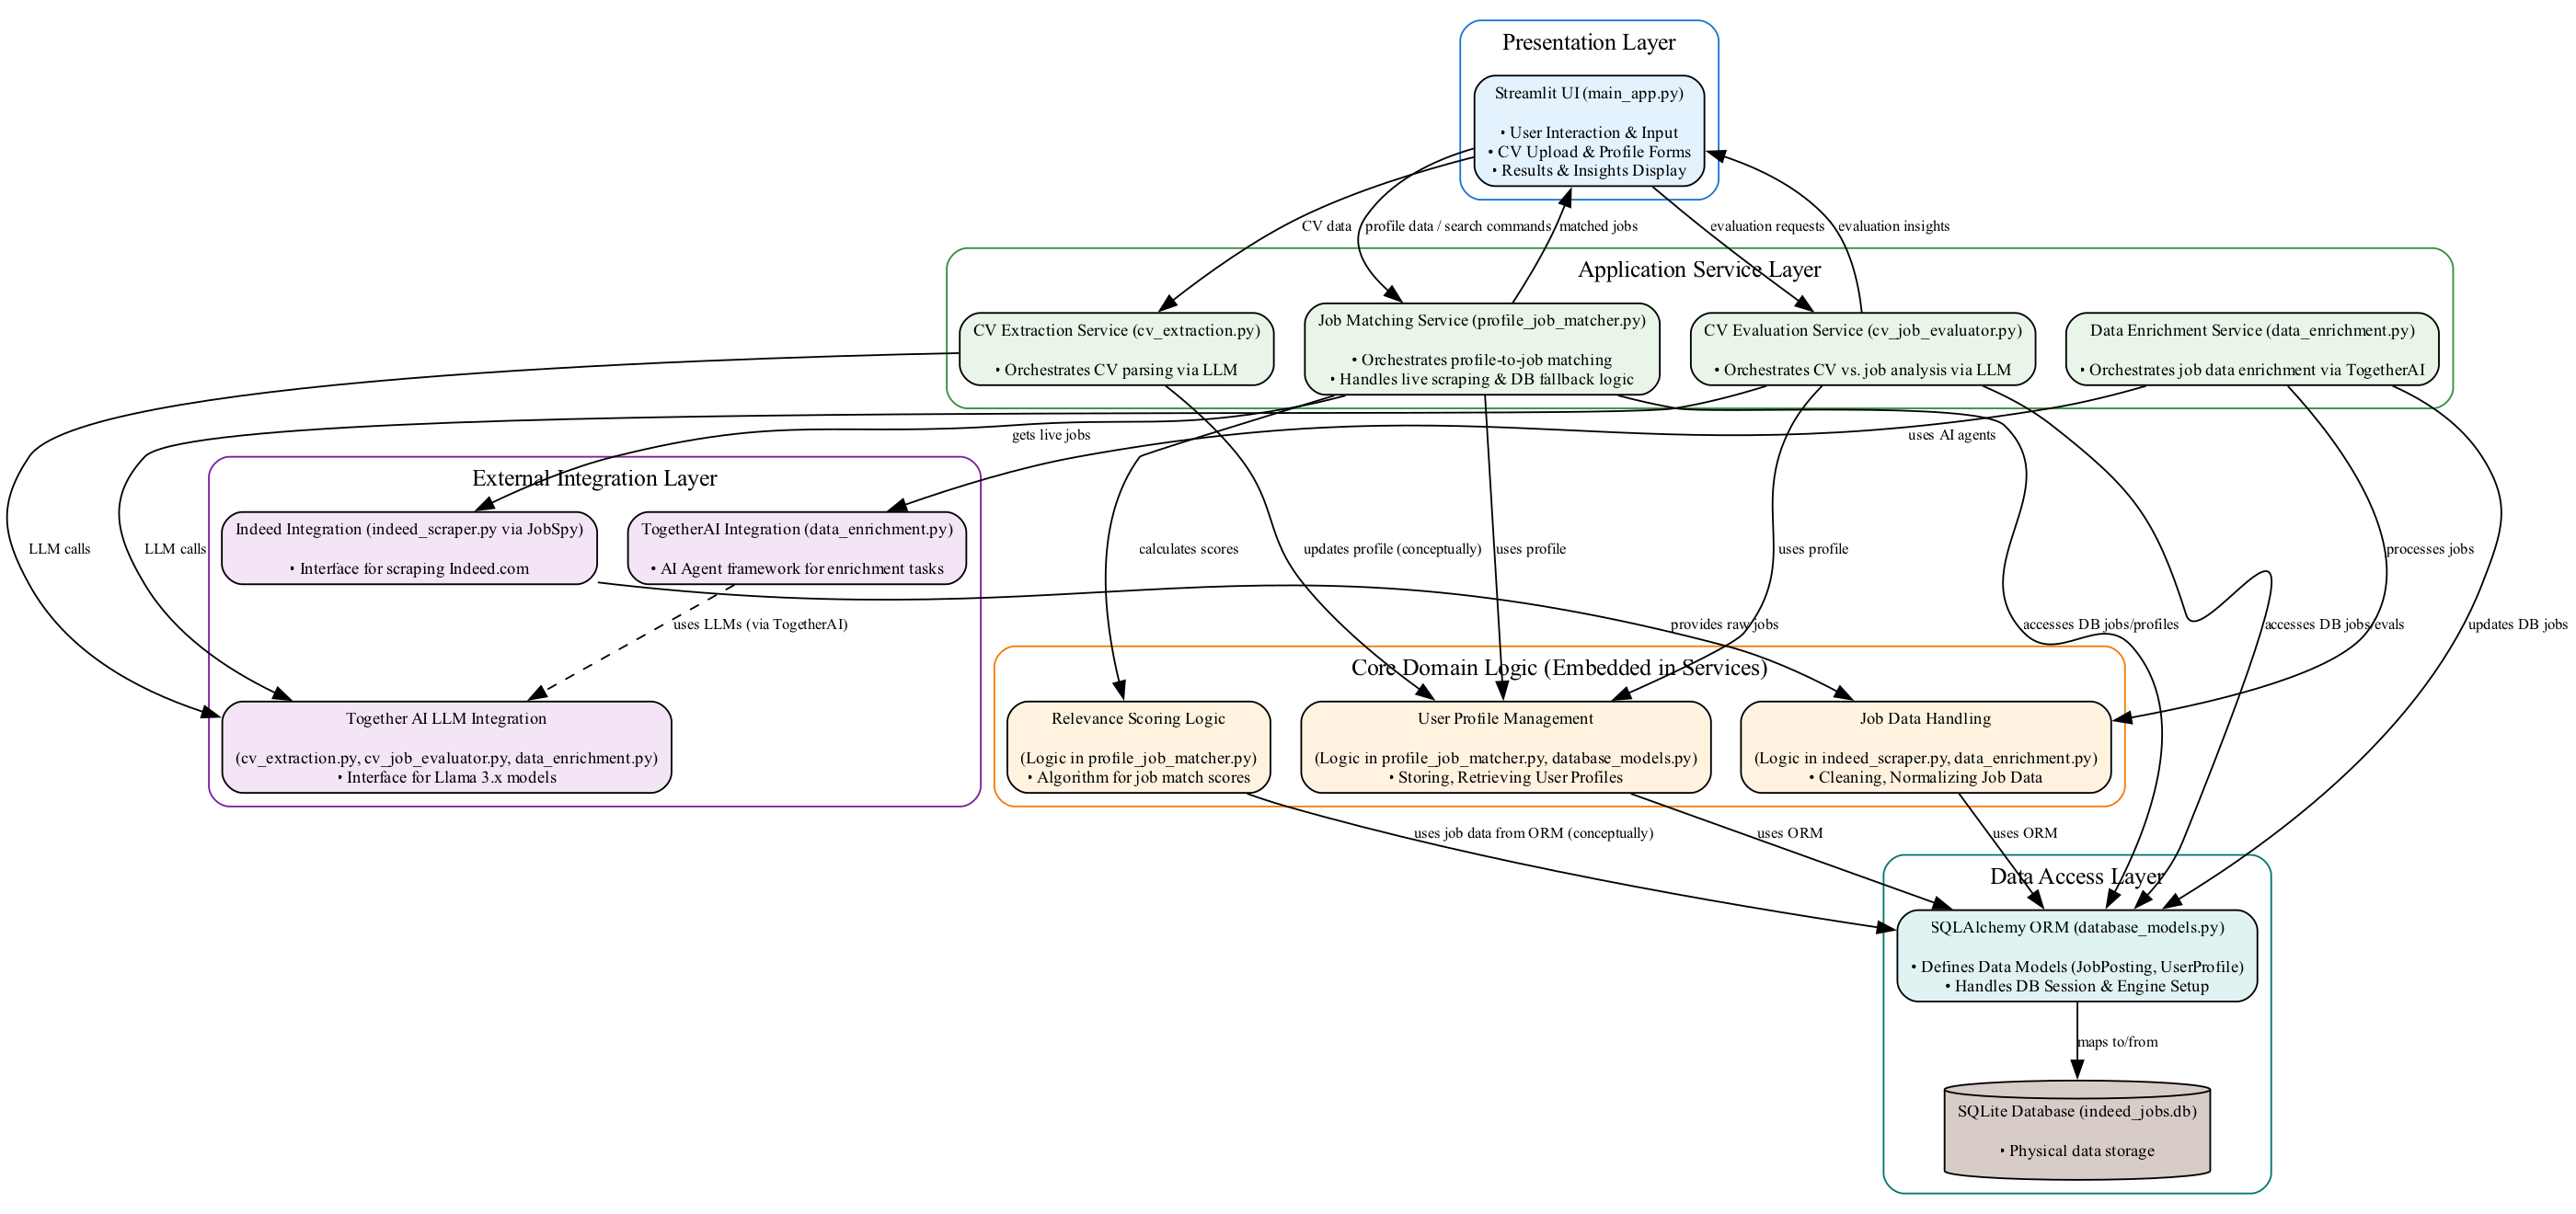 Presentation Layer
Streamlit UI (main_app.py)
• User Interaction & Input
• CV Upload & Profile Forms
• Results & Insights Display
CV data
profile data / search commands
matched jobs
evaluation requests
evaluation insights
Application Service Layer
CV Extraction Service (cv_extraction.py)
• Orchestrates CV parsing via LLM
Job Matching Service (profile_job_matcher.py)
• Orchestrates profile-to-job matching
• Handles live scraping & DB fallback logic
CV Evaluation Service (cv_job_evaluator.py)
• Orchestrates CV vs. job analysis via LLM
Data Enrichment Service (data_enrichment.py)
• Orchestrates job data enrichment via TogetherAI
gets live jobs
uses AI agents
External Integration Layer
Indeed Integration (indeed_scraper.py via JobSpy)
• Interface for scraping Indeed.com
TogetherAI Integration (data_enrichment.py)
• AI Agent framework for enrichment tasks
LLM calls
LLM calls
calculates scores
updates profile (conceptually)
uses profile
uses profile
processes jobs
uses LLMs (via TogetherAI)
provides raw jobs
accesses DB jobs/profiles
accesses DB jobs/evals
updates DB jobs
Together AI LLM Integration
(cv_extraction.py, cv_job_evaluator.py, data_enrichment.py)
• Interface for Llama 3.x models
Core Domain Logic (Embedded in Services)
Relevance Scoring Logic
(Logic in profile_job_matcher.py)
• Algorithm for job match scores
User Profile Management
(Logic in profile_job_matcher.py, database_models.py)
• Storing, Retrieving User Profiles
Job Data Handling
(Logic in indeed_scraper.py, data_enrichment.py)
• Cleaning, Normalizing Job Data
uses job data from ORM (conceptually)
uses ORM
uses ORM
Data Access Layer
SQLAlchemy ORM (database_models.py)
• Defines Data Models (JobPosting, UserProfile)
• Handles DB Session & Engine Setup
maps to/from
SQLite Database (indeed_jobs.db)
• Physical data storage